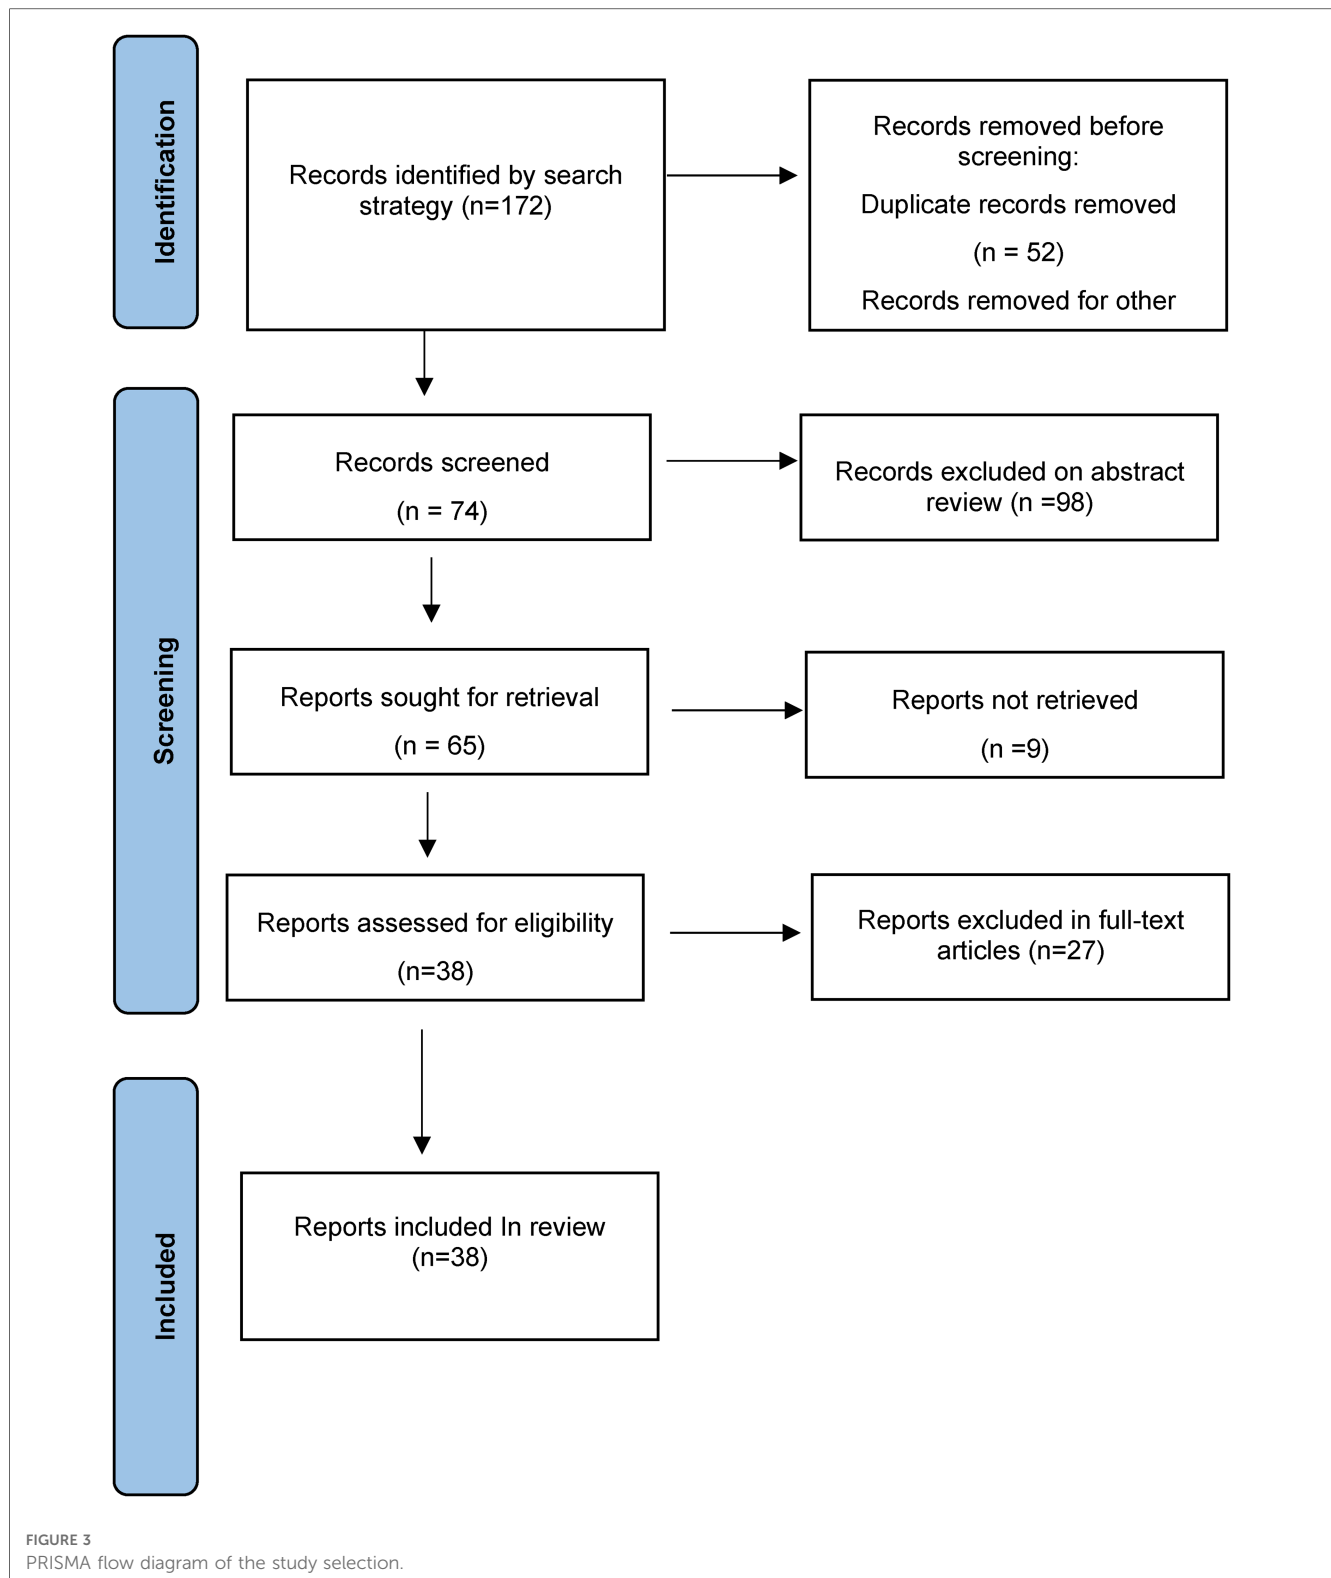 Identification
Records identified by search
strategy (n=172)
Records removed before
screening:
Duplicate records removed
(n = 52)
Records removed for other
Screening
Records screened
(n = 74)
Records excluded on abstract
review (n =98)
Reports sought for retrieval
(n = 65)
Reports not retrieved
(n =9)
Reports assessed for eligibility
(n=38)
Reports excluded in full-text
articles (n=27)
Included
Reports included In review
(n=38)
FIGURE 3
PRISMA flow diagram of the study selection.